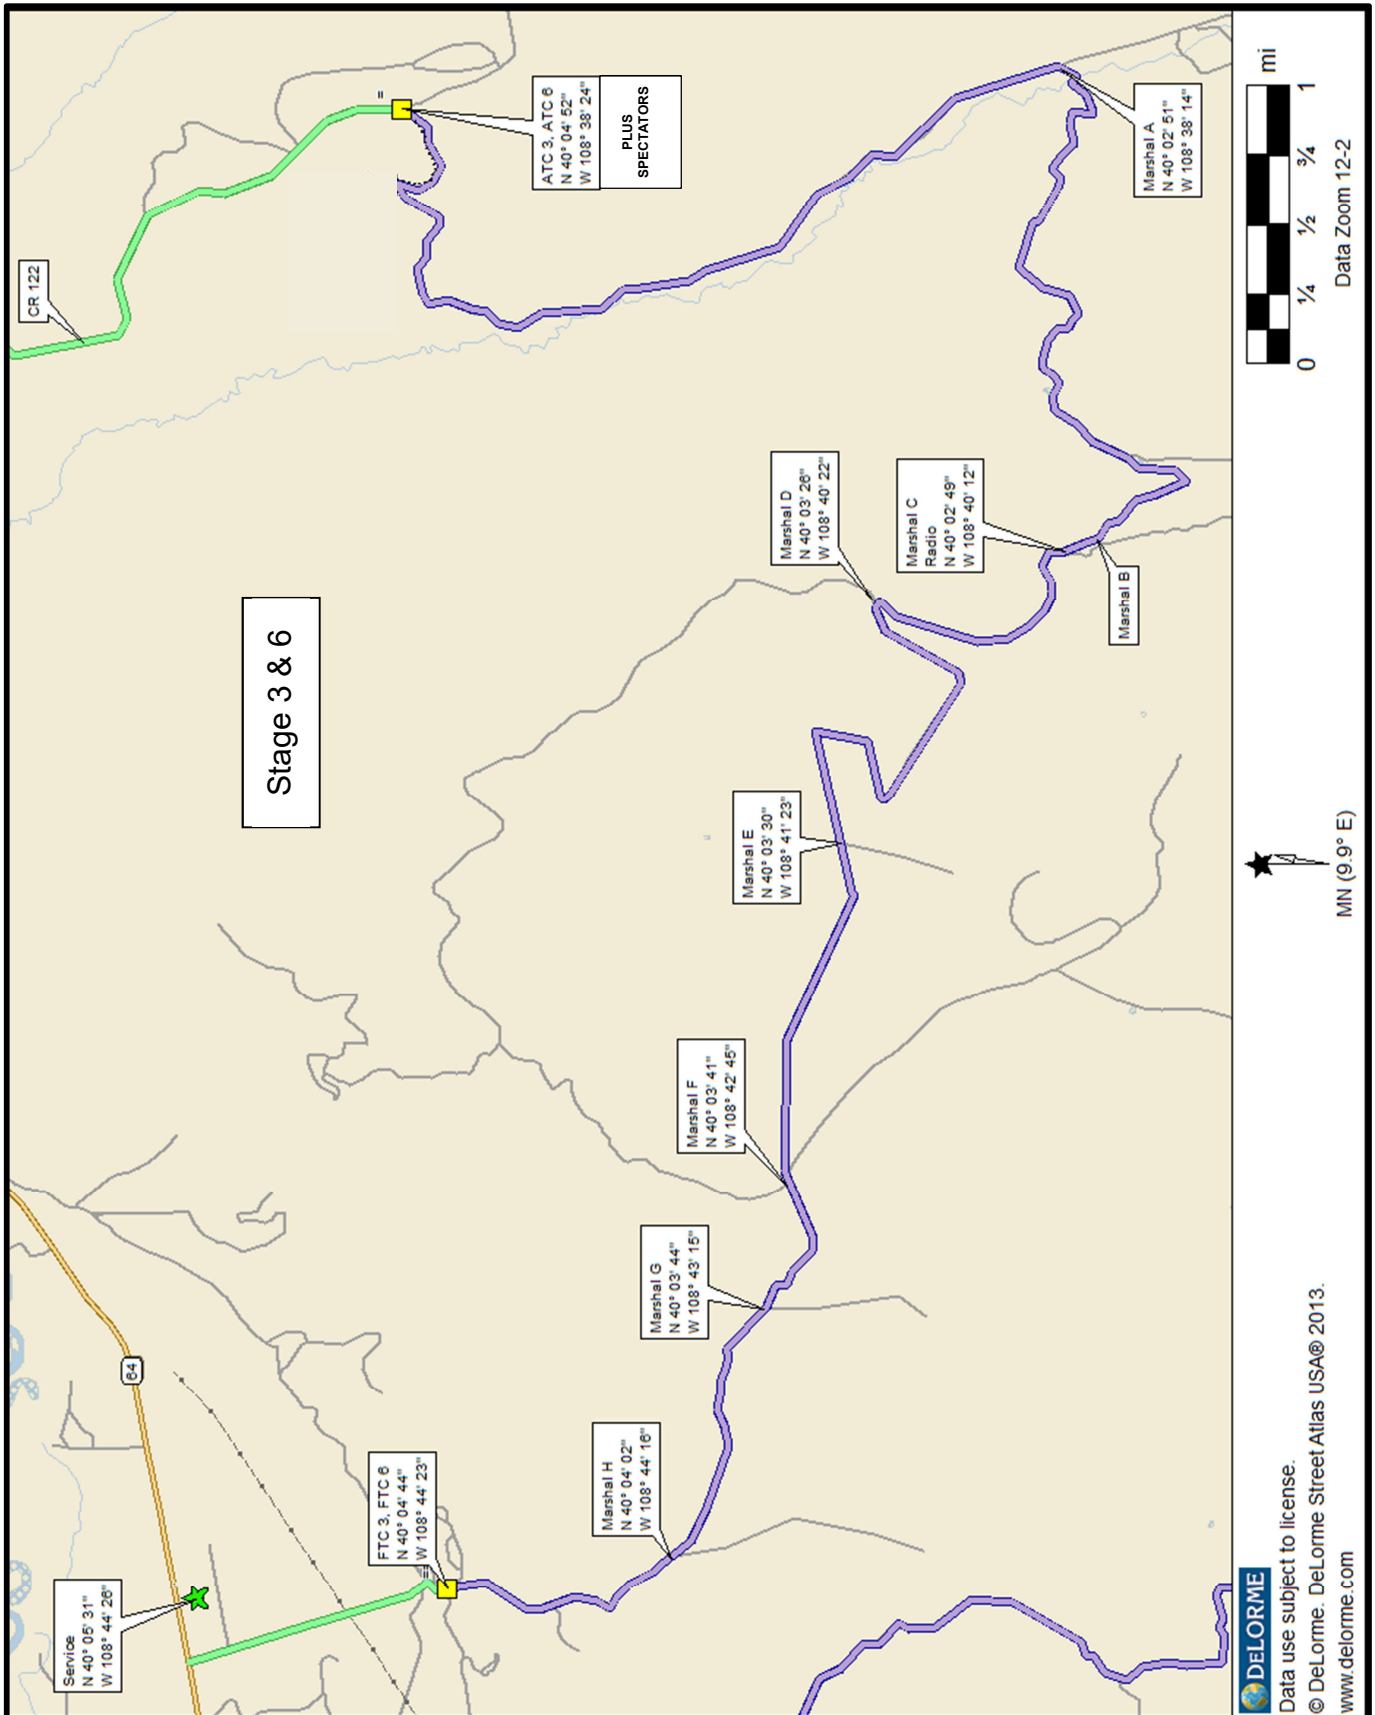 Service
N 40° 05' 31"
W 108° 44' 26"
64
FTC 3, FTC 6
N 40° 04' 44"
W 108° 44' 23"
=
Marshal H
N 40° 04' 02"
W 108° 44' 16"
Marshal G
N 40° 03' 44"
W 108° 43' 15"
Marshal F
N 40° 03' 41"
W 108° 42' 45"
Stage 3 & 6
Marshal E
N 40° 03' 30"
W 108° 41' 23"
Marshal D
N 40° 03' 26"
W 108° 40' 22"
Marshal C
Radio
N 40° 02' 49"
W 108° 40' 12"
Marshal B
CR 122
=
ATC 3, ATC 6
N 40° 04' 52"
W 108° 38' 24"
PLUS
SPECTATORS
Marshal A
N 40° 02' 51"
W 108° 38' 14"
DELORME
Data use subject to license.
© DeLorme. DeLorme Street Atlas USA® 2013.
www.delorme.com
MN (9.9° E)
mi
0 ¼ ½ ¾ 1
Data Zoom 12-2